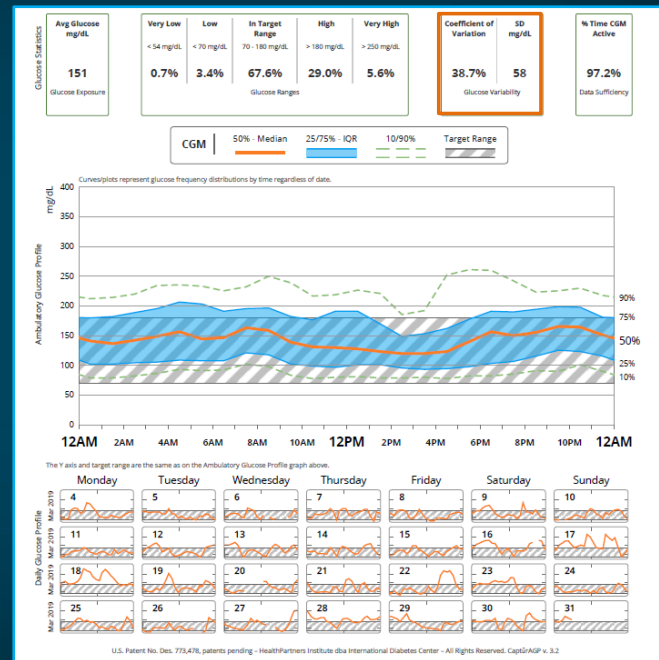 Glucose Statistics
Avg Glucose
mg/dL
151
Glucose Exposure
Very Low
< 54 mg/dL
0.7%
Low
< 70 mg/dL
3.4%
In Target
Range
70 - 180 mg/dL
67.6%
High
> 180 mg/dL
29.0%
Very High
> 250 mg/dL
5.6%
Glucose Ranges
Coefficient of
Variation
38.7%
SD
mg/dL
58
Glucose Variability
% Time CGM
Active
97.2%
Data Sufficiency
CGM
50% - Median
25/75% - IQR
10/90%
Target Range
Curves/plots represent glucose frequency distributions by time regardless of date.
Ambulatory Glucose Profile
mg/dL
400
350
300
250
200
150
100
50
0
90%
75%
50%
25%
10%
12AM 2AM 4AM 6AM 8AM 10AM 12PM 2PM 4PM 6PM 8PM 10PM 12AM
The Y axis and target range are the same as on the Ambulatory Glucose Profile graph above.
Daily Glucose Profile
Monday Tuesday Wednesday Thursday Friday Saturday Sunday
Mar 2019
4 5 6 7 8 9 10
Mar 2019
11 12 13 14 15 16 17
Mar 2019
18 19 20 21 22 23 24
Mar 2019
25 26 27 28 29 30 31
U.S. Patent No. Des. 773,478, patents pending – HealthPartners Institute dba International Diabetes Center – All Rights Reserved. CaptūrAGP v. 3.2